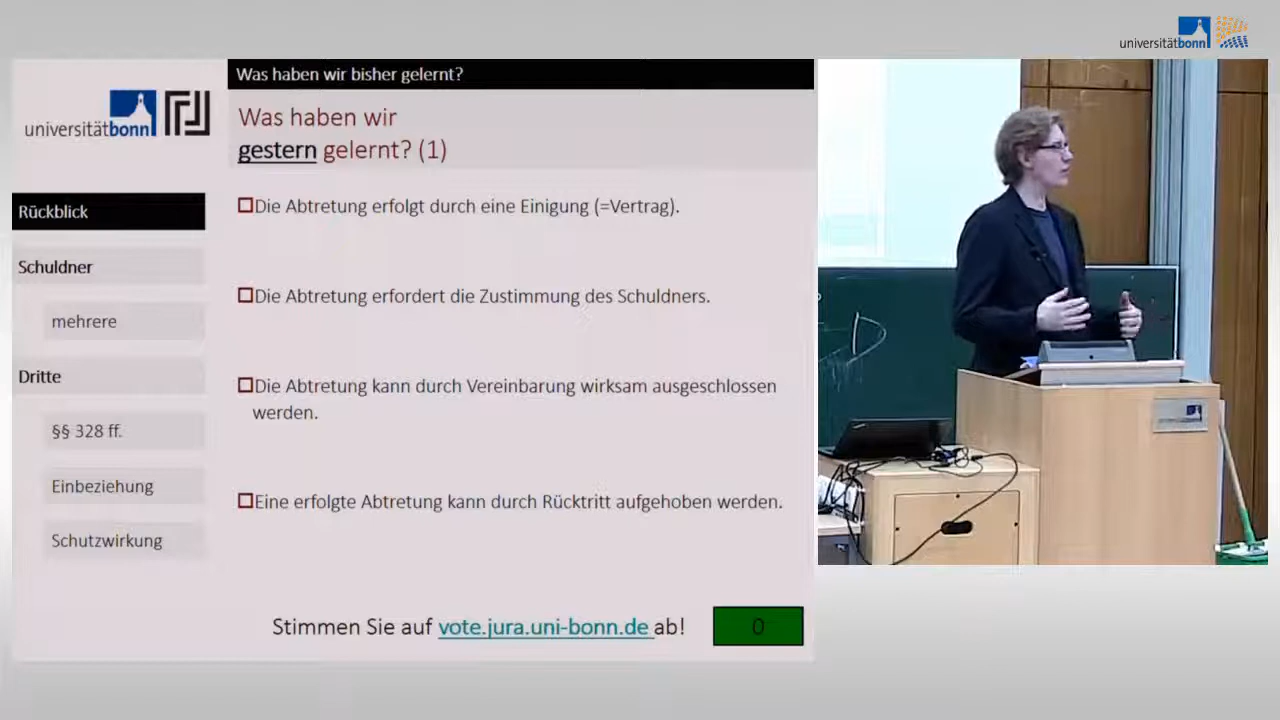 universitätbonn
Was haben wir bisher gelernt?
universitätbonn
Was haben wir
gestern gelernt? (1)
Rückblick
Schuldner
mehrere
Dritte
§§ 328 ff.
Einbeziehung
Schutzwirkung
Die Abtretung erfolgt durch eine Einigung (=Vertrag).
Die Abtretung erfordert die Zustimmung des Schuldners.
Die Abtretung kann durch Vereinbarung wirksam ausgeschlossen
werden.
Eine erfolgte Abtretung kann durch Rücktritt aufgehoben werden.
Stimmen Sie auf vote.jura.uni-bonn.de ab!
0